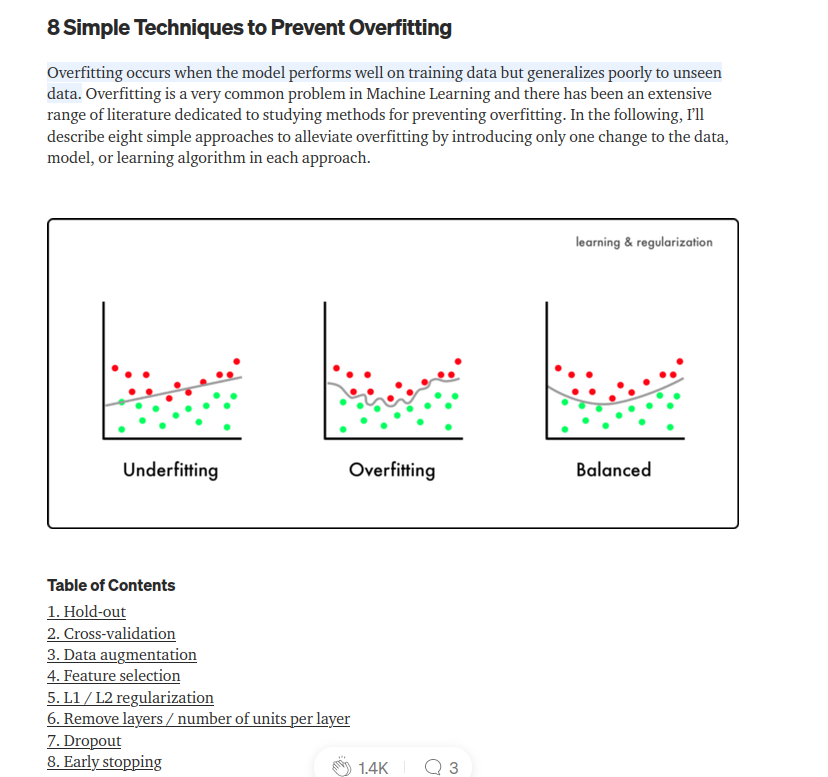 8 Simple Techniques to Prevent Overfitting
Overfitting occurs when the model performs well on training data but generalizes poorly to unseen
data. Overfitting is a very common problem in Machine Learning and there has been an extensive
range of literature dedicated to studying methods for preventing overfitting. In the following, I’ll
describe eight simple approaches to alleviate overfitting by introducing only one change to the data,
model, or learning algorithm in each approach.
learning & regularization
Underfitting
Overfitting
Balanced
Table of Contents
1. Hold-out
2. Cross-validation
3. Data augmentation
4. Feature selection
5. L1 / L2 regularization
6. Remove layers / number of units per layer
7. Dropout
8. Early stopping
1.4K
3